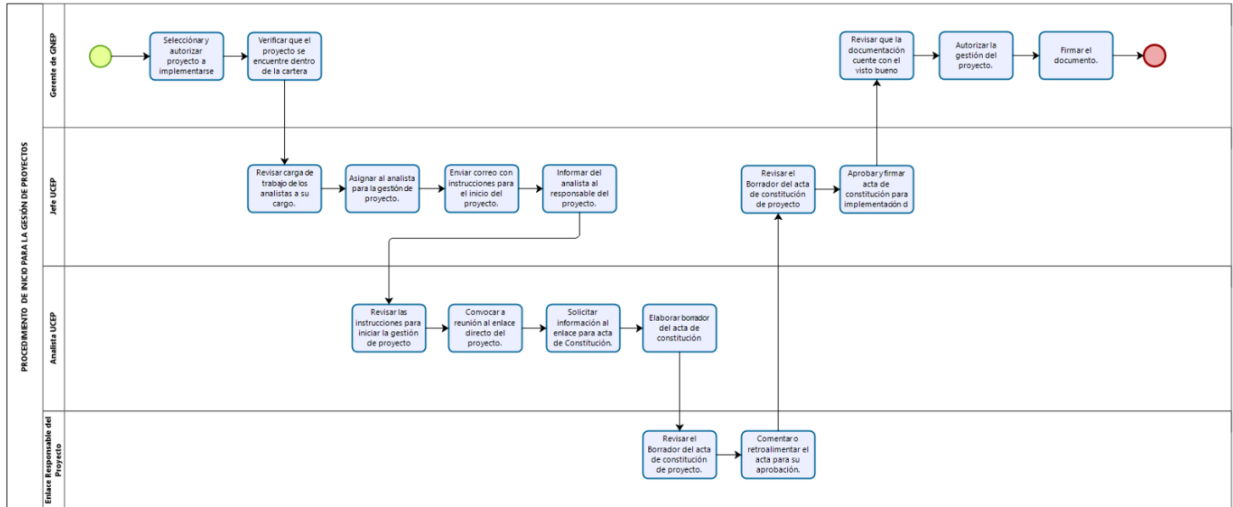 PROCEDIMIENTO DE INICIO PARA LA GESIÓN DE PROYECTOS
Gerente de GNEP
Seleccionar y
autorizar
proyecto a
implementarse
Verificar que el
proyecto se
encuentre dentro
de la cartera
Revisar que la
documentación
cuente con el
visto bueno
Autorizar la
gestión del
proyecto.
Firmar el
documento.
Jefe UCEP
Revisar carga de
trabajo de los
analistas a su
cargo.
Asignar al analista
para la gestión de
proyecto.
Enviar correo con
instrucciones para
el inicio del
proyecto.
Informar del
analista al
responsable del
proyecto.
Revisar el
Borrador del acta
de constitución
de proyecto
Aprobar y firmar
acta de
constitución para
implementación d
Analista UCEP
Revisar las
instrucciones para
iniciar la gestión
de proyecto
Convocar a
reunión al enlace
directo del
proyecto.
Solicitar
información al
enlace para acta
de Constitución.
Elaborar borrador
del acta de
constitución
Enlace Responsable del
Proyecto
Revisar el
Borrador del acta
de constitución
de proyecto.
Comentar o
retroalimentar el
acta para su
aprobación.